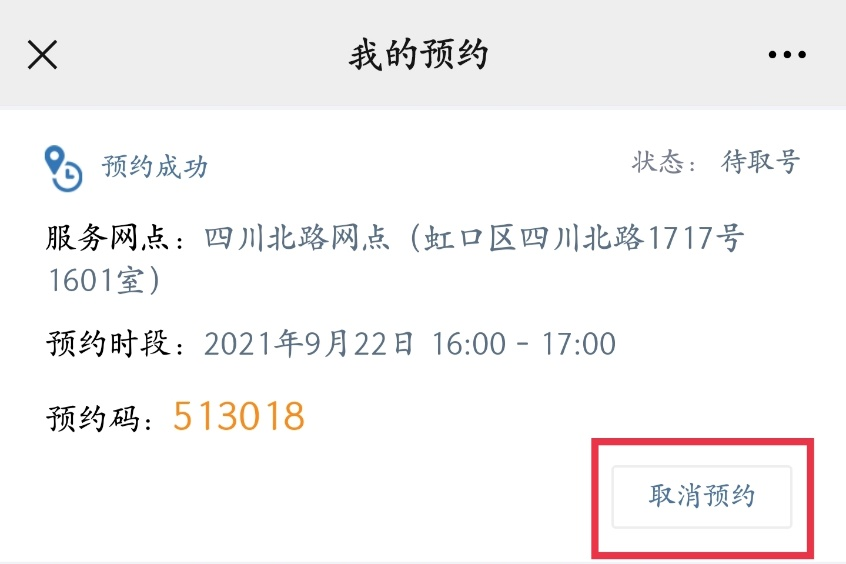 我的预约
预约成功
状态： 待取号
服务网点：四川北路网点（虹口区四川北路1717号
1601室）
预约时段：2021年9月22日 16:00 - 17:00
预约码：513018
取消预约